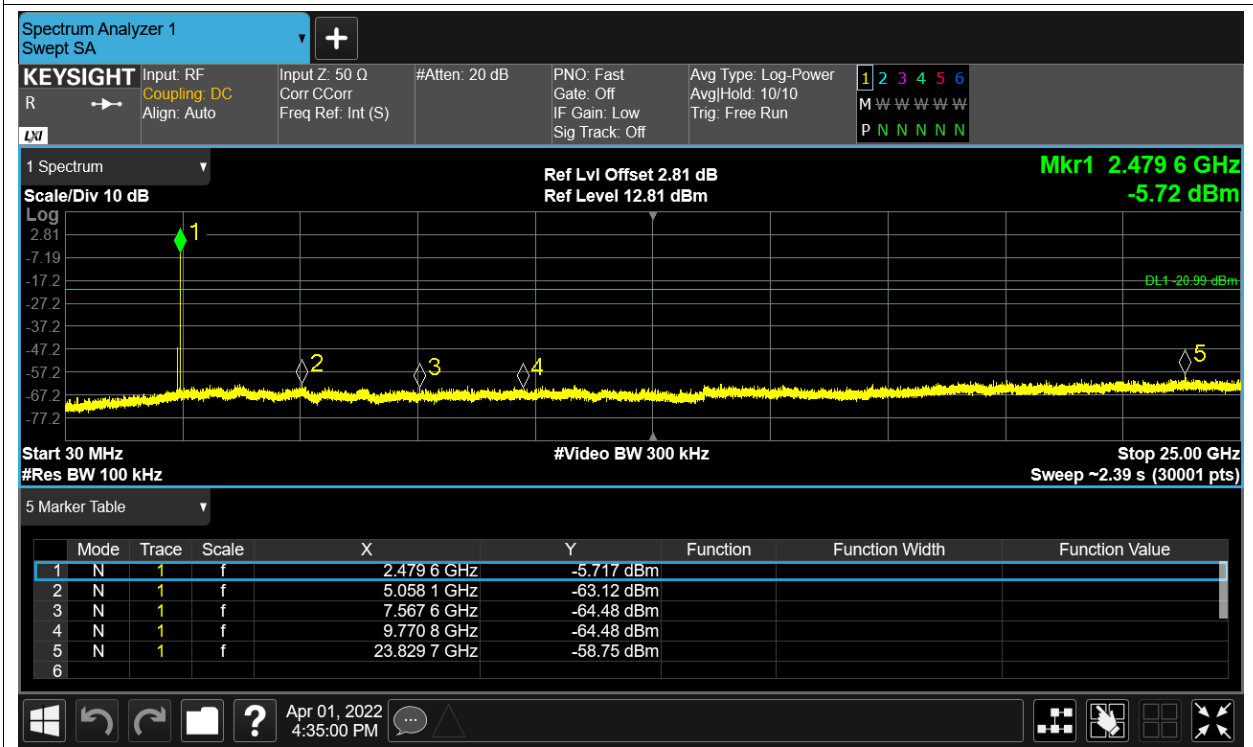 Spectrum Analyzer 1
Swept SA
+
KEYSIGHT Input: RF Input Z: 50 Ω #Atten: 20 dB PNO: Fast Avg Type: Log-Power 1 2 3 4 5 6
R Coupling: DC Corr CCorr Gate: Off Avg|Hold: 10/10 M W W W W W
Align: Auto Freq Ref: Int (S) IF Gain: Low Trig: Free Run
LXI Sig Track: Off P N N N N N
1 Spectrum Ref Lvl Offset 2.81 dB Mkr1 2.479 6 GHz
Scale/Div 10 dB Ref Level 12.81 dBm -5.72 dBm
Log
1
2.81
-7.19
-17.2
DL1 -20.99 dBm
-27.2
-37.2
-47.2
2 3 4 5
-57.2
-67.2
-77.2
Start 30 MHz #Video BW 300 kHz Stop 25.00 GHz
#Res BW 100 kHz Sweep ~2.39 s (30001 pts)
5 Marker Table
Mode Trace Scale X Y Function Function Width Function Value
1 N 1 f 2.479 6 GHz -5.717 dBm
2 N 1 f 5.058 1 GHz -63.12 dBm
3 N 1 f 7.567 6 GHz -64.48 dBm
4 N 1 f 9.770 8 GHz -64.48 dBm
5 N 1 f 23.829 7 GHz -58.75 dBm
6
? Apr 01, 2022
4:35:00 PM